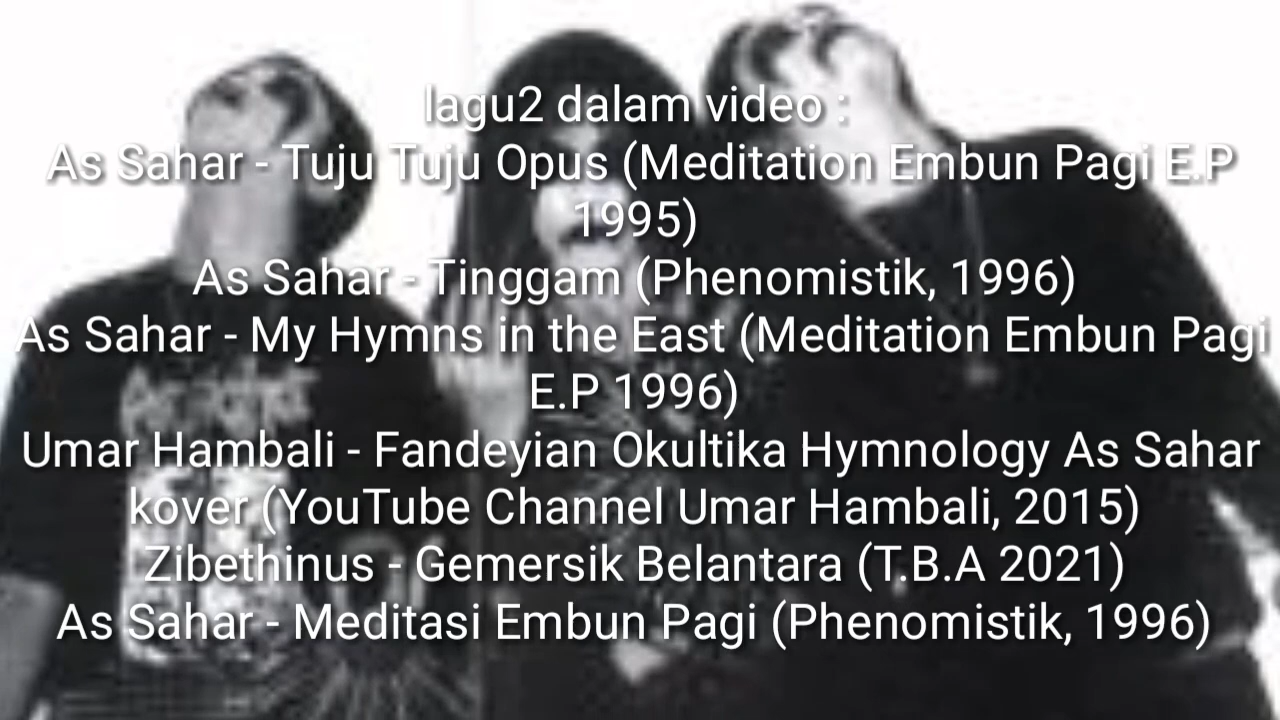 lagu2 dalam video :
As Sahar - Tuju Tuju Opus (Meditation Embun Pagi E.P
1995)
As Sahar - Tinggam (Phenomistik, 1996)
As Sahar - My Hymns in the East (Meditation Embun Pagi
E.P 1996)
Umar Hambali - Fandeyian Okultika Hymnology As Sahar
kover (YouTube Channel Umar Hambali, 2015)
Zibethinus - Gemersik Belantara (T.B.A 2021)
As Sahar - Meditasi Embun Pagi (Phenomistik, 1996)
As Sahar